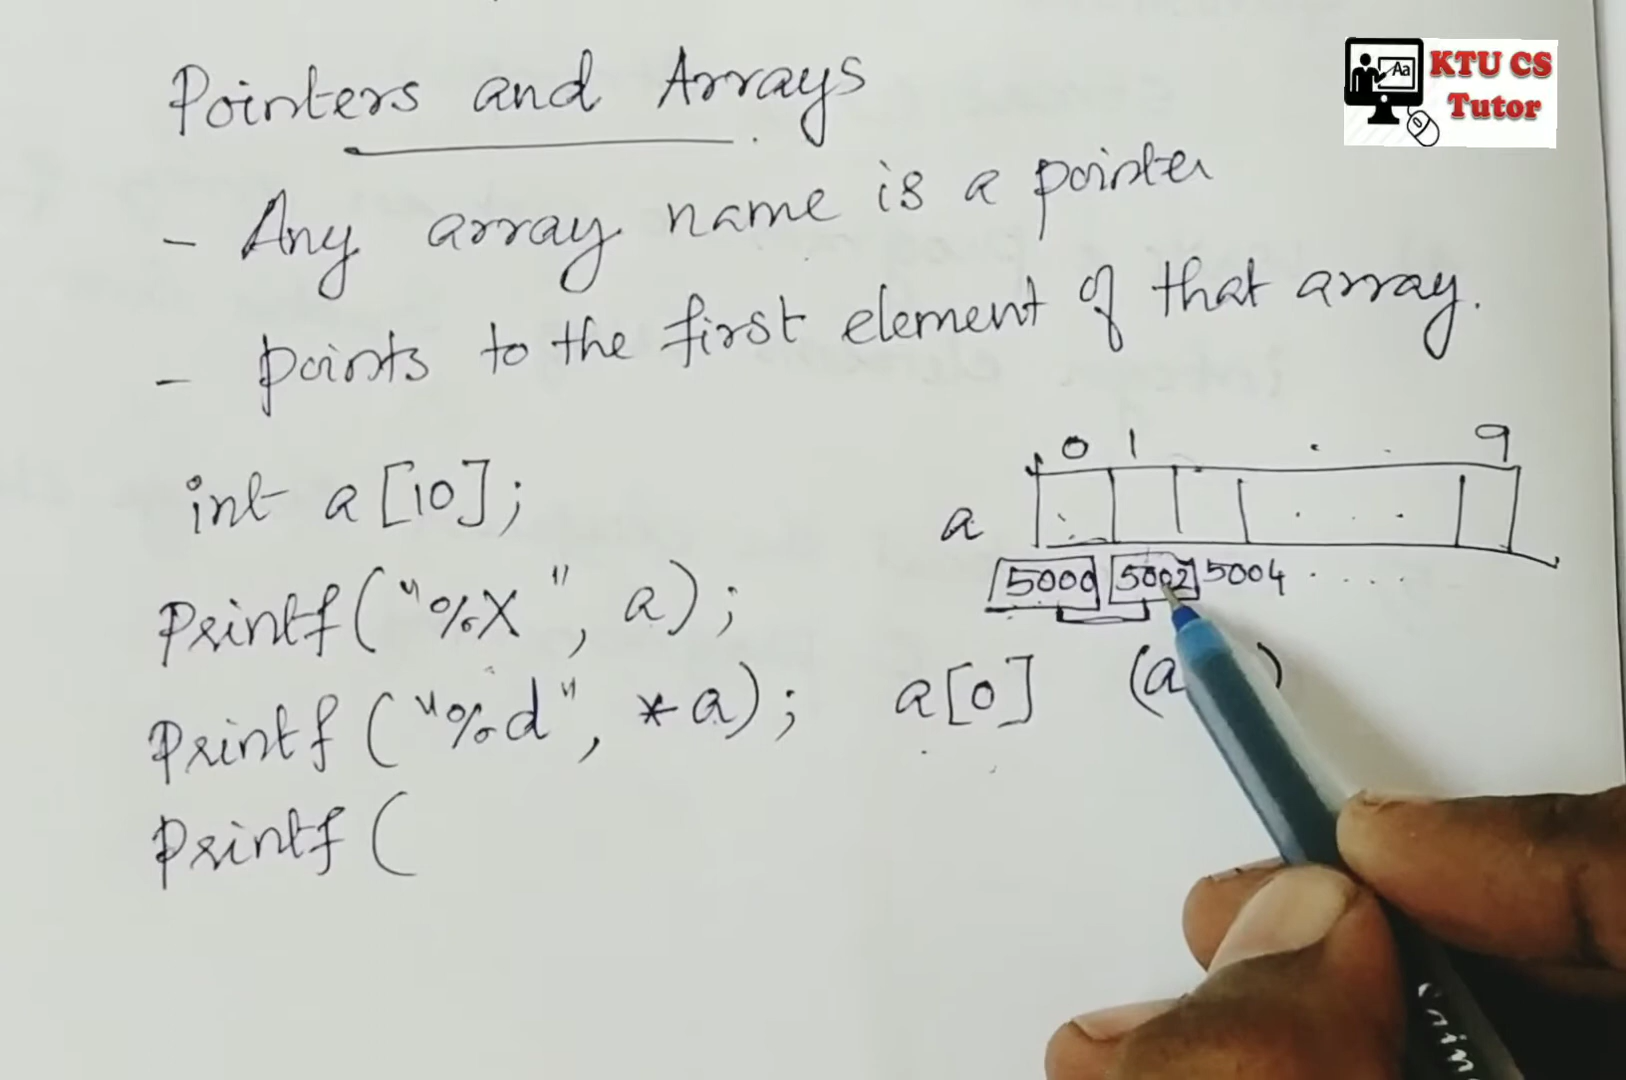 KTU CS
Tutor
Aa
Pointers and Arrays
- Any array name is a pointer
- points to the first element of that array.
int a[10];
printf("%X", a);
printf("%d", *a);
printf(
0 1 . . 9
a . . . .
5000 5002 5004 . . . .
a[0] (a )